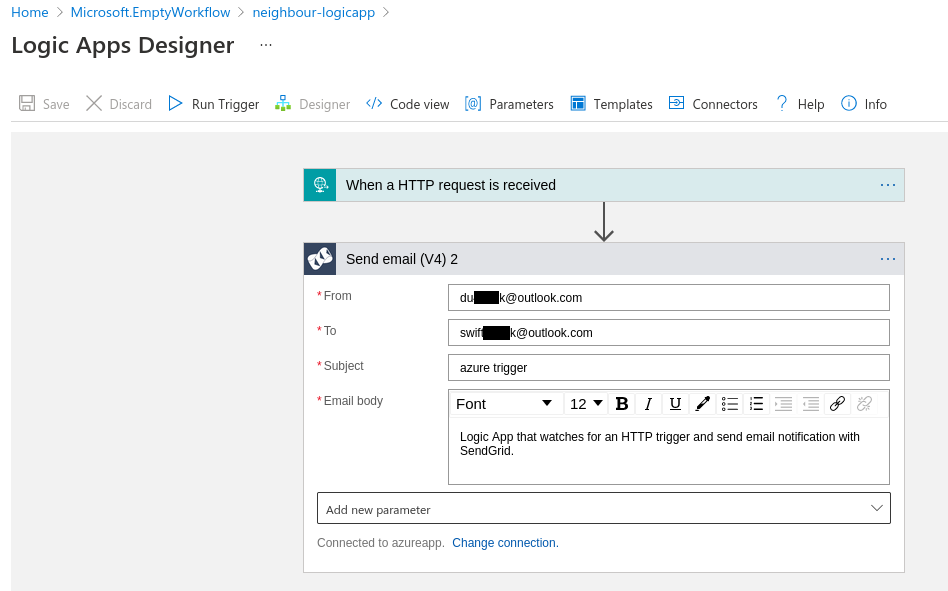 Home > Microsoft.EmptyWorkflow > neighbour-logicapp >
Logic Apps Designer ...
Save Discard Run Trigger Designer Code view Parameters Templates Connectors Help Info
When a HTTP request is received
Send email (V4) 2
* From du k@outlook.com
* To swift k@outlook.com
* Subject azure trigger
* Email body Font 12 B I U
Logic App that watches for an HTTP trigger and send email notification with
SendGrid.
Add new parameter
Connected to azureapp. Change connection.